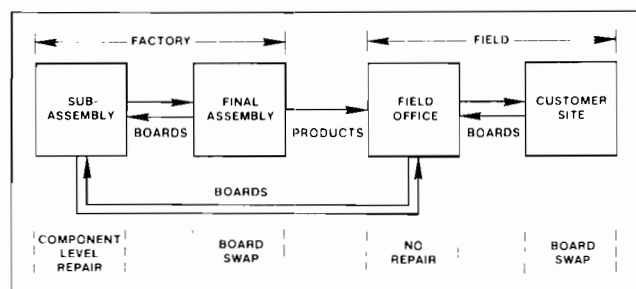 FACTORY
FIELD
SUB-
ASSEMBLY
FINAL
ASSEMBLY
FIELD
OFFICE
CUSTOMER
SITE
BOARDS
PRODUCTS
BOARDS
BOARDS
COMPONENT
LEVEL
REPAIR
BOARD
SWAP
NO
REPAIR
BOARD
SWAP